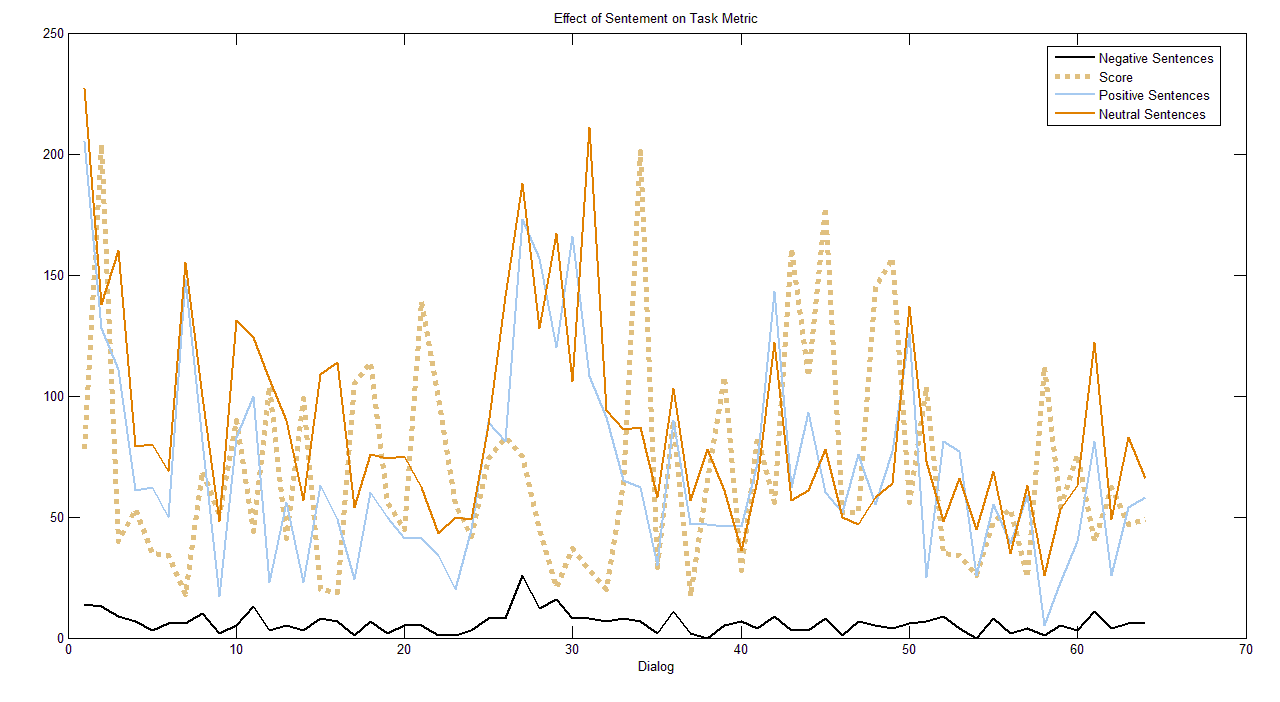 Effect of Sentement on Task Metric
250
200
150
100
50
0
Negative Sentences
Score
Positive Sentences
Neutral Sentences
0 10 20 30 40 50 60 70
Dialog